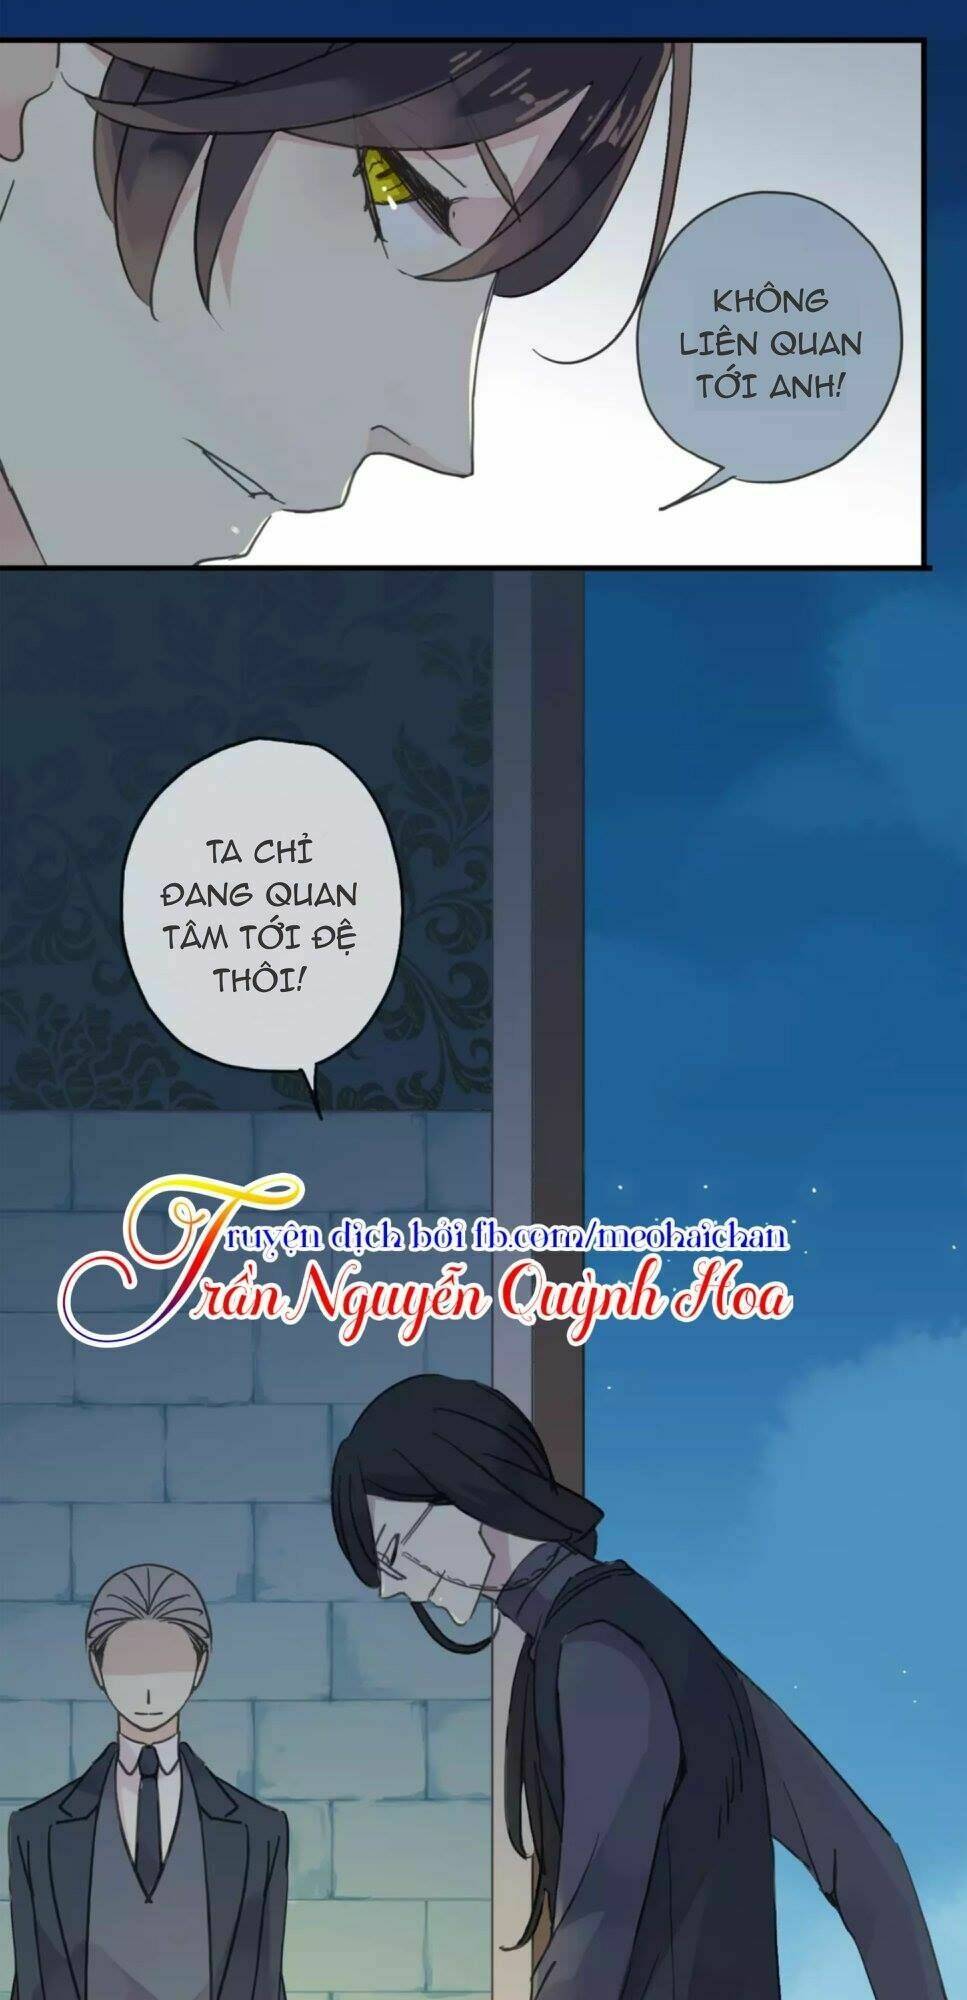 KHÔNG
LIÊN QUAN
TỚI ANH!
TA CHỈ
ĐANG QUAN
TÂM TỚI ĐỆ
THÔI!
Truyện dịch bởi fb.com/meohaichan
Trần Nguyễn Quỳnh Hoa